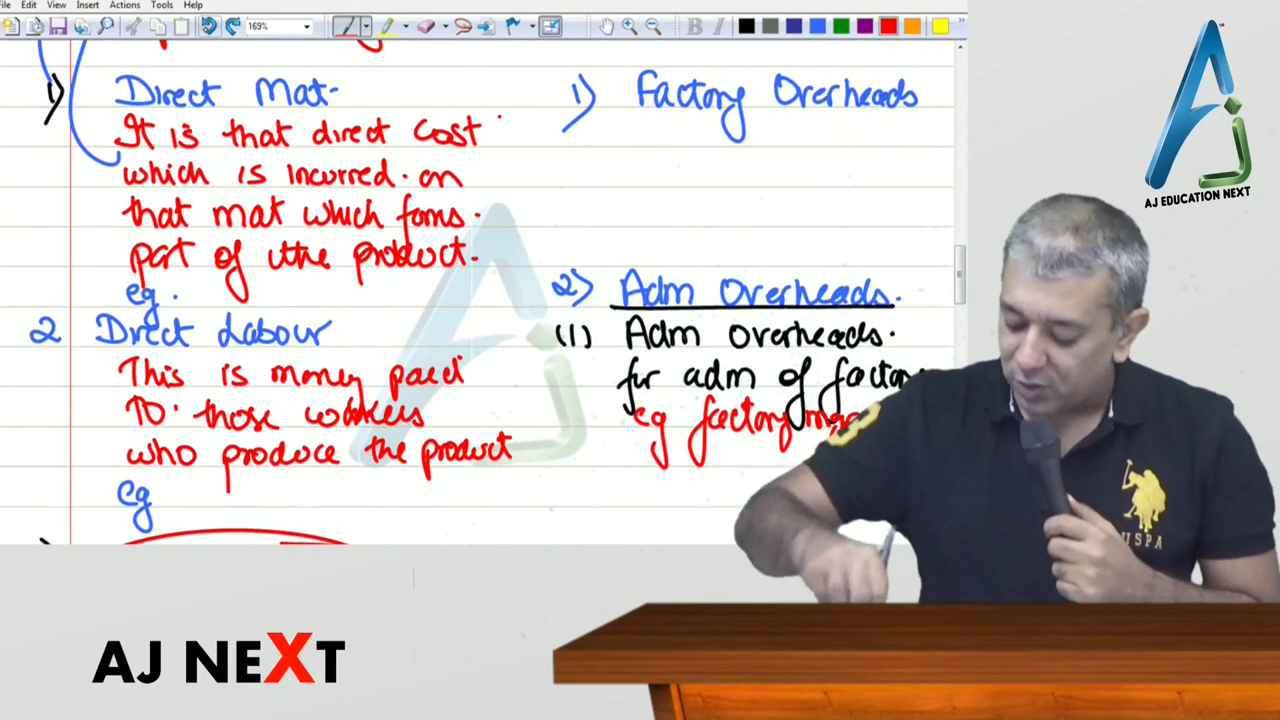 File Edit View Insert Actions Tools Help
169%
B I
1) Direct Mat-
It is that direct cost
which is incurred on
that mat which forms
part of the product.
eg.
2 Direct Labour
This is money paid
To those workers
who produce the product
eg
1) Factory Overheads
2) Adm Overheads.
(1) Adm overheads.
for adm of factor
eg factory
AJ EDUCATION NEXT
USPA
AJ NEXT